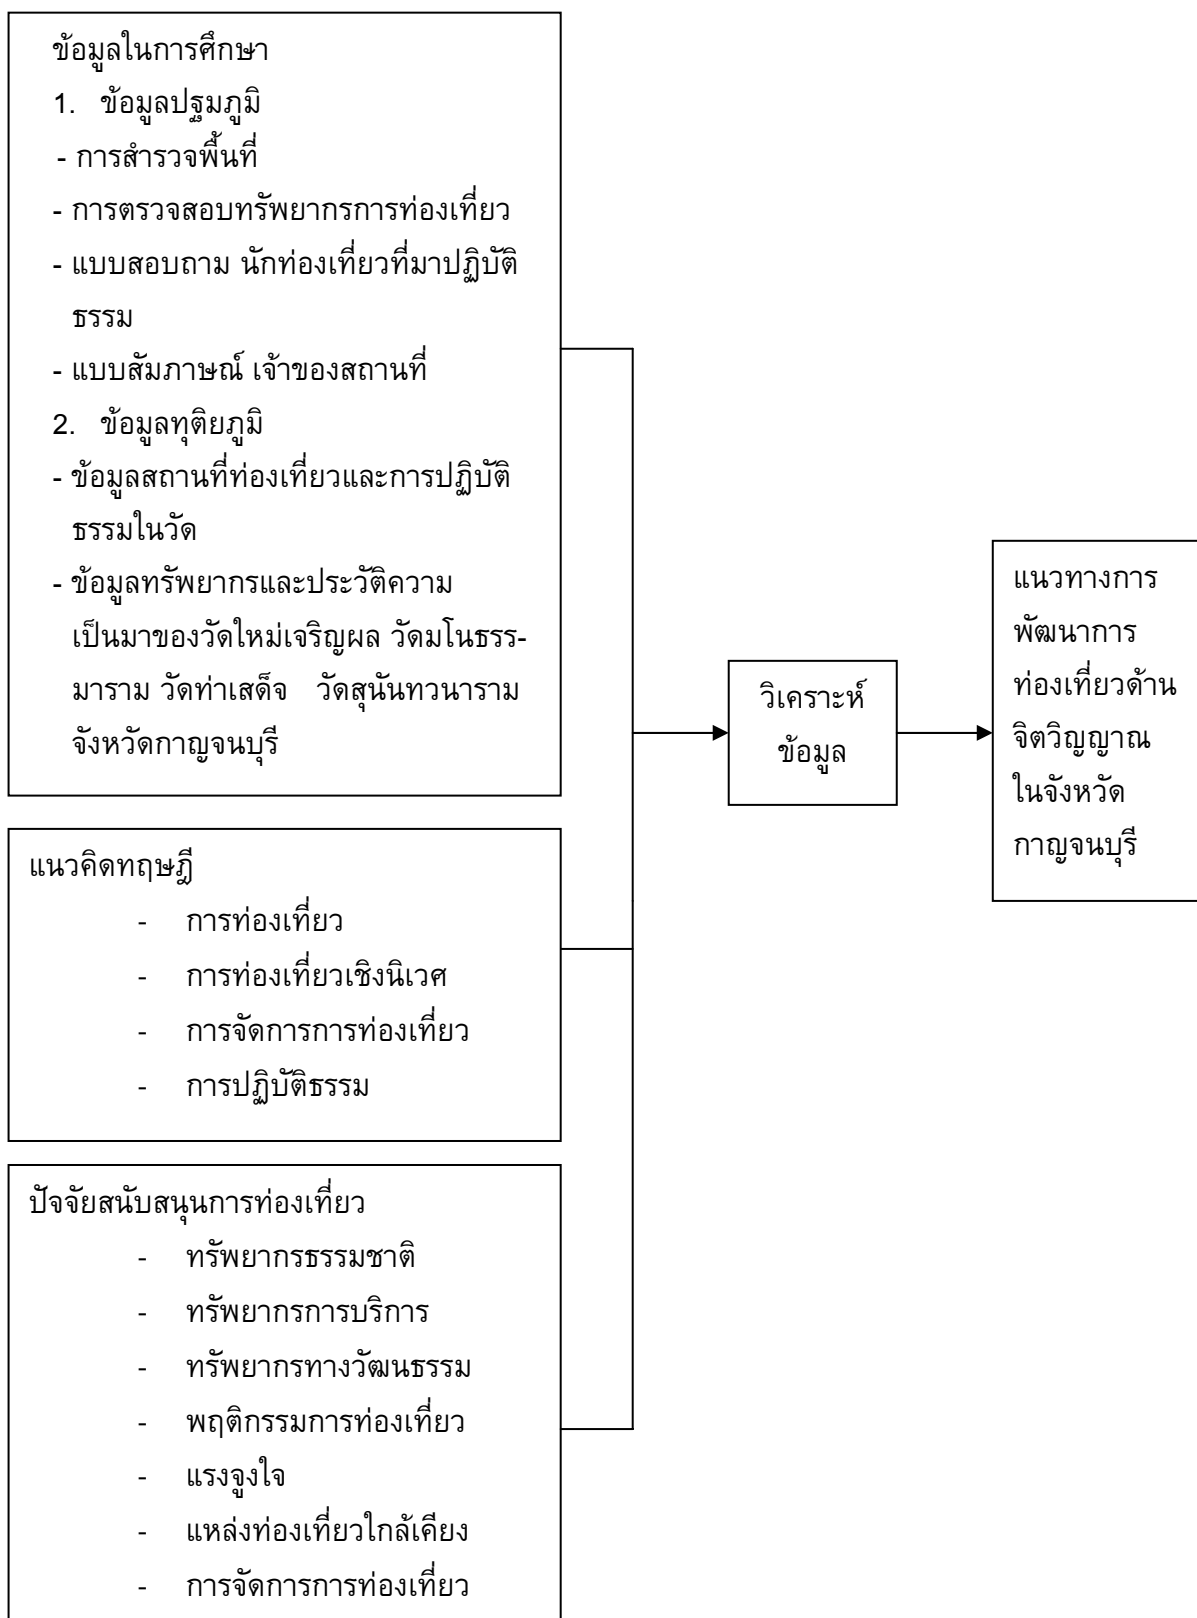 ข้อมูลในการศึกษา
1. ข้อมูลปฐมภูมิ
- การสำรวจพื้นที่
- การตรวจสอบทรัพยากรการท่องเที่ยว
- แบบสอบถาม นักท่องเที่ยวที่มาปฏิบัติ
ธรรม
- แบบสัมภาษณ์ เจ้าของสถานที่
2. ข้อมูลทุติยภูมิ
- ข้อมูลสถานที่ท่องเที่ยวและการปฏิบัติ
ธรรมในวัด
- ข้อมูลทรัพยากรและประวัติความ
เป็นมาของวัดใหม่เจริญผล วัดมโนธรร-
มาราม วัดท่าเสด็จ วัดสุนันทวนาราม
จังหวัดกาญจนบุรี
แนวคิดทฤษฎี
- การท่องเที่ยว
- การท่องเที่ยวเชิงนิเวศ
- การจัดการการท่องเที่ยว
- การปฏิบัติธรรม
ปัจจัยสนับสนุนการท่องเที่ยว
- ทรัพยากรธรรมชาติ
- ทรัพยากรการบริการ
- ทรัพยากรทางวัฒนธรรม
- พฤติกรรมการท่องเที่ยว
- แรงจูงใจ
- แหล่งท่องเที่ยวใกล้เคียง
- การจัดการการท่องเที่ยว
วิเคราะห์
ข้อมูล
แนวทางการ
พัฒนาการ
ท่องเที่ยวด้าน
จิตวิญญาณ
ในจังหวัด
กาญจนบุรี